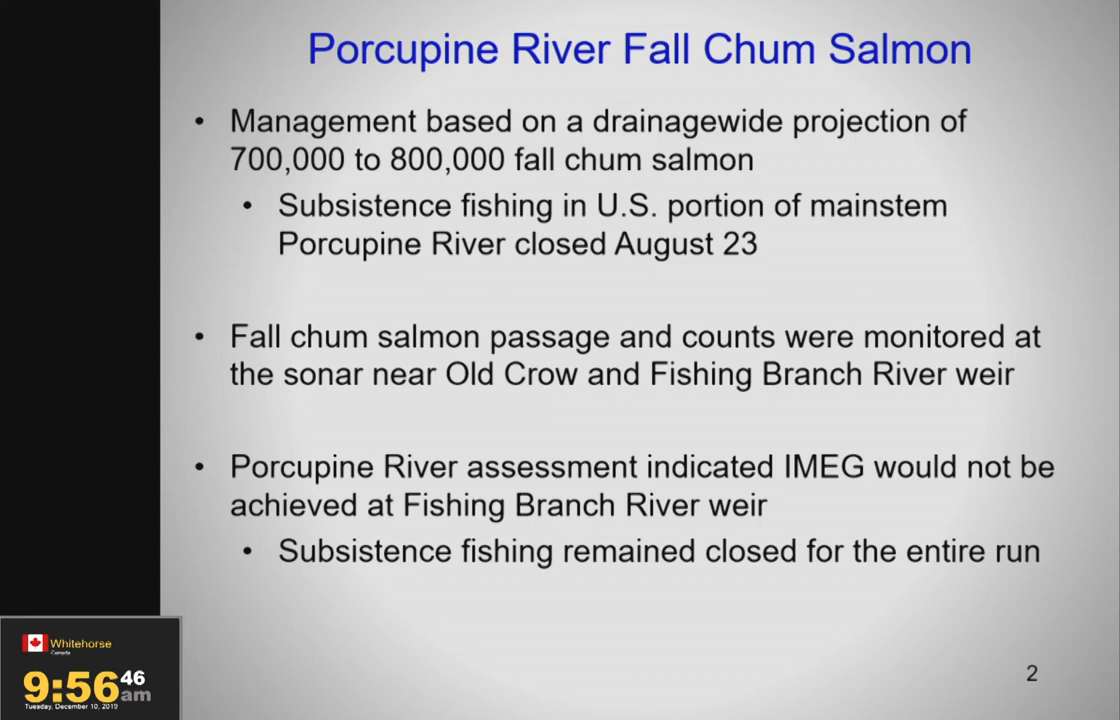 Porcupine River Fall Chum Salmon
• Management based on a drainagewide projection of
700,000 to 800,000 fall chum salmon
• Subsistence fishing in U.S. portion of mainstem
Porcupine River closed August 23
• Fall chum salmon passage and counts were monitored at
the sonar near Old Crow and Fishing Branch River weir
• Porcupine River assessment indicated IMEG would not be
achieved at Fishing Branch River weir
• Subsistence fishing remained closed for the entire run
2
Whitehorse
Canada
9:56 46 am
Tuesday, December 10, 2019